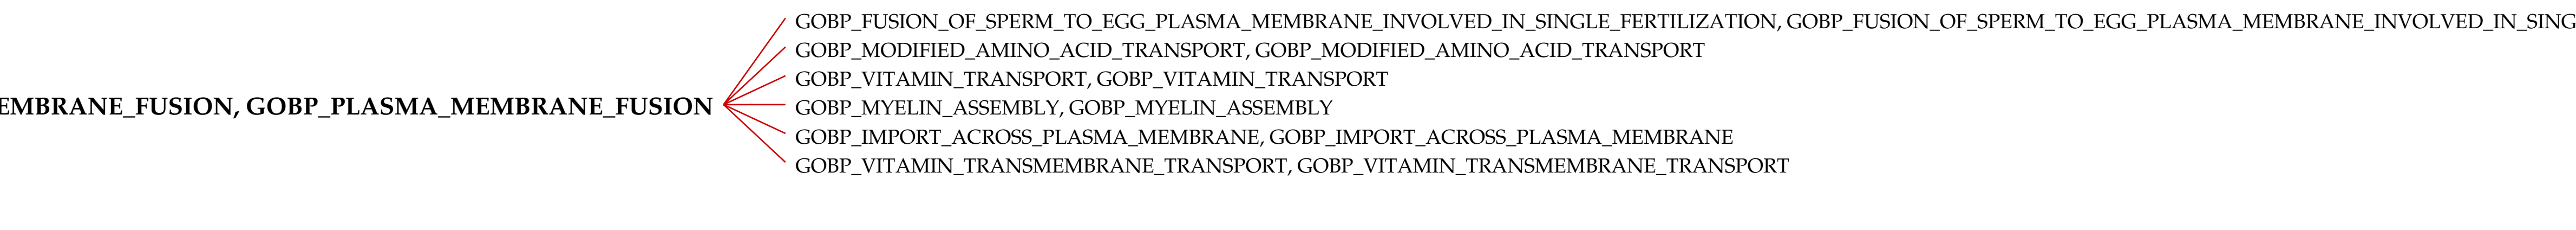 GOBP_FUSION_OF_SPERM_TO_EGG_PLASMA_MEMBRANE_INVOLVED_IN_SINGLE_FERTILIZATION, GOBP_FUSION_OF_SPERM_TO_EGG_PLASMA_MEMBRANE_INVOLVED_IN_SING
GOBP_MODIFIED_AMINO_ACID_TRANSPORT, GOBP_MODIFIED_AMINO_ACID_TRANSPORT
GOBP_VITAMIN_TRANSPORT, GOBP_VITAMIN_TRANSPORT
EMBRANE_FUSION, GOBP_PLASMA_MEMBRANE_FUSION
GOBP_MYELIN_ASSEMBLY, GOBP_MYELIN_ASSEMBLY
GOBP_IMPORT_ACROSS_PLASMA_MEMBRANE, GOBP_IMPORT_ACROSS_PLASMA_MEMBRANE
GOBP_VITAMIN_TRANSMEMBRANE_TRANSPORT, GOBP_VITAMIN_TRANSMEMBRANE_TRANSPORT